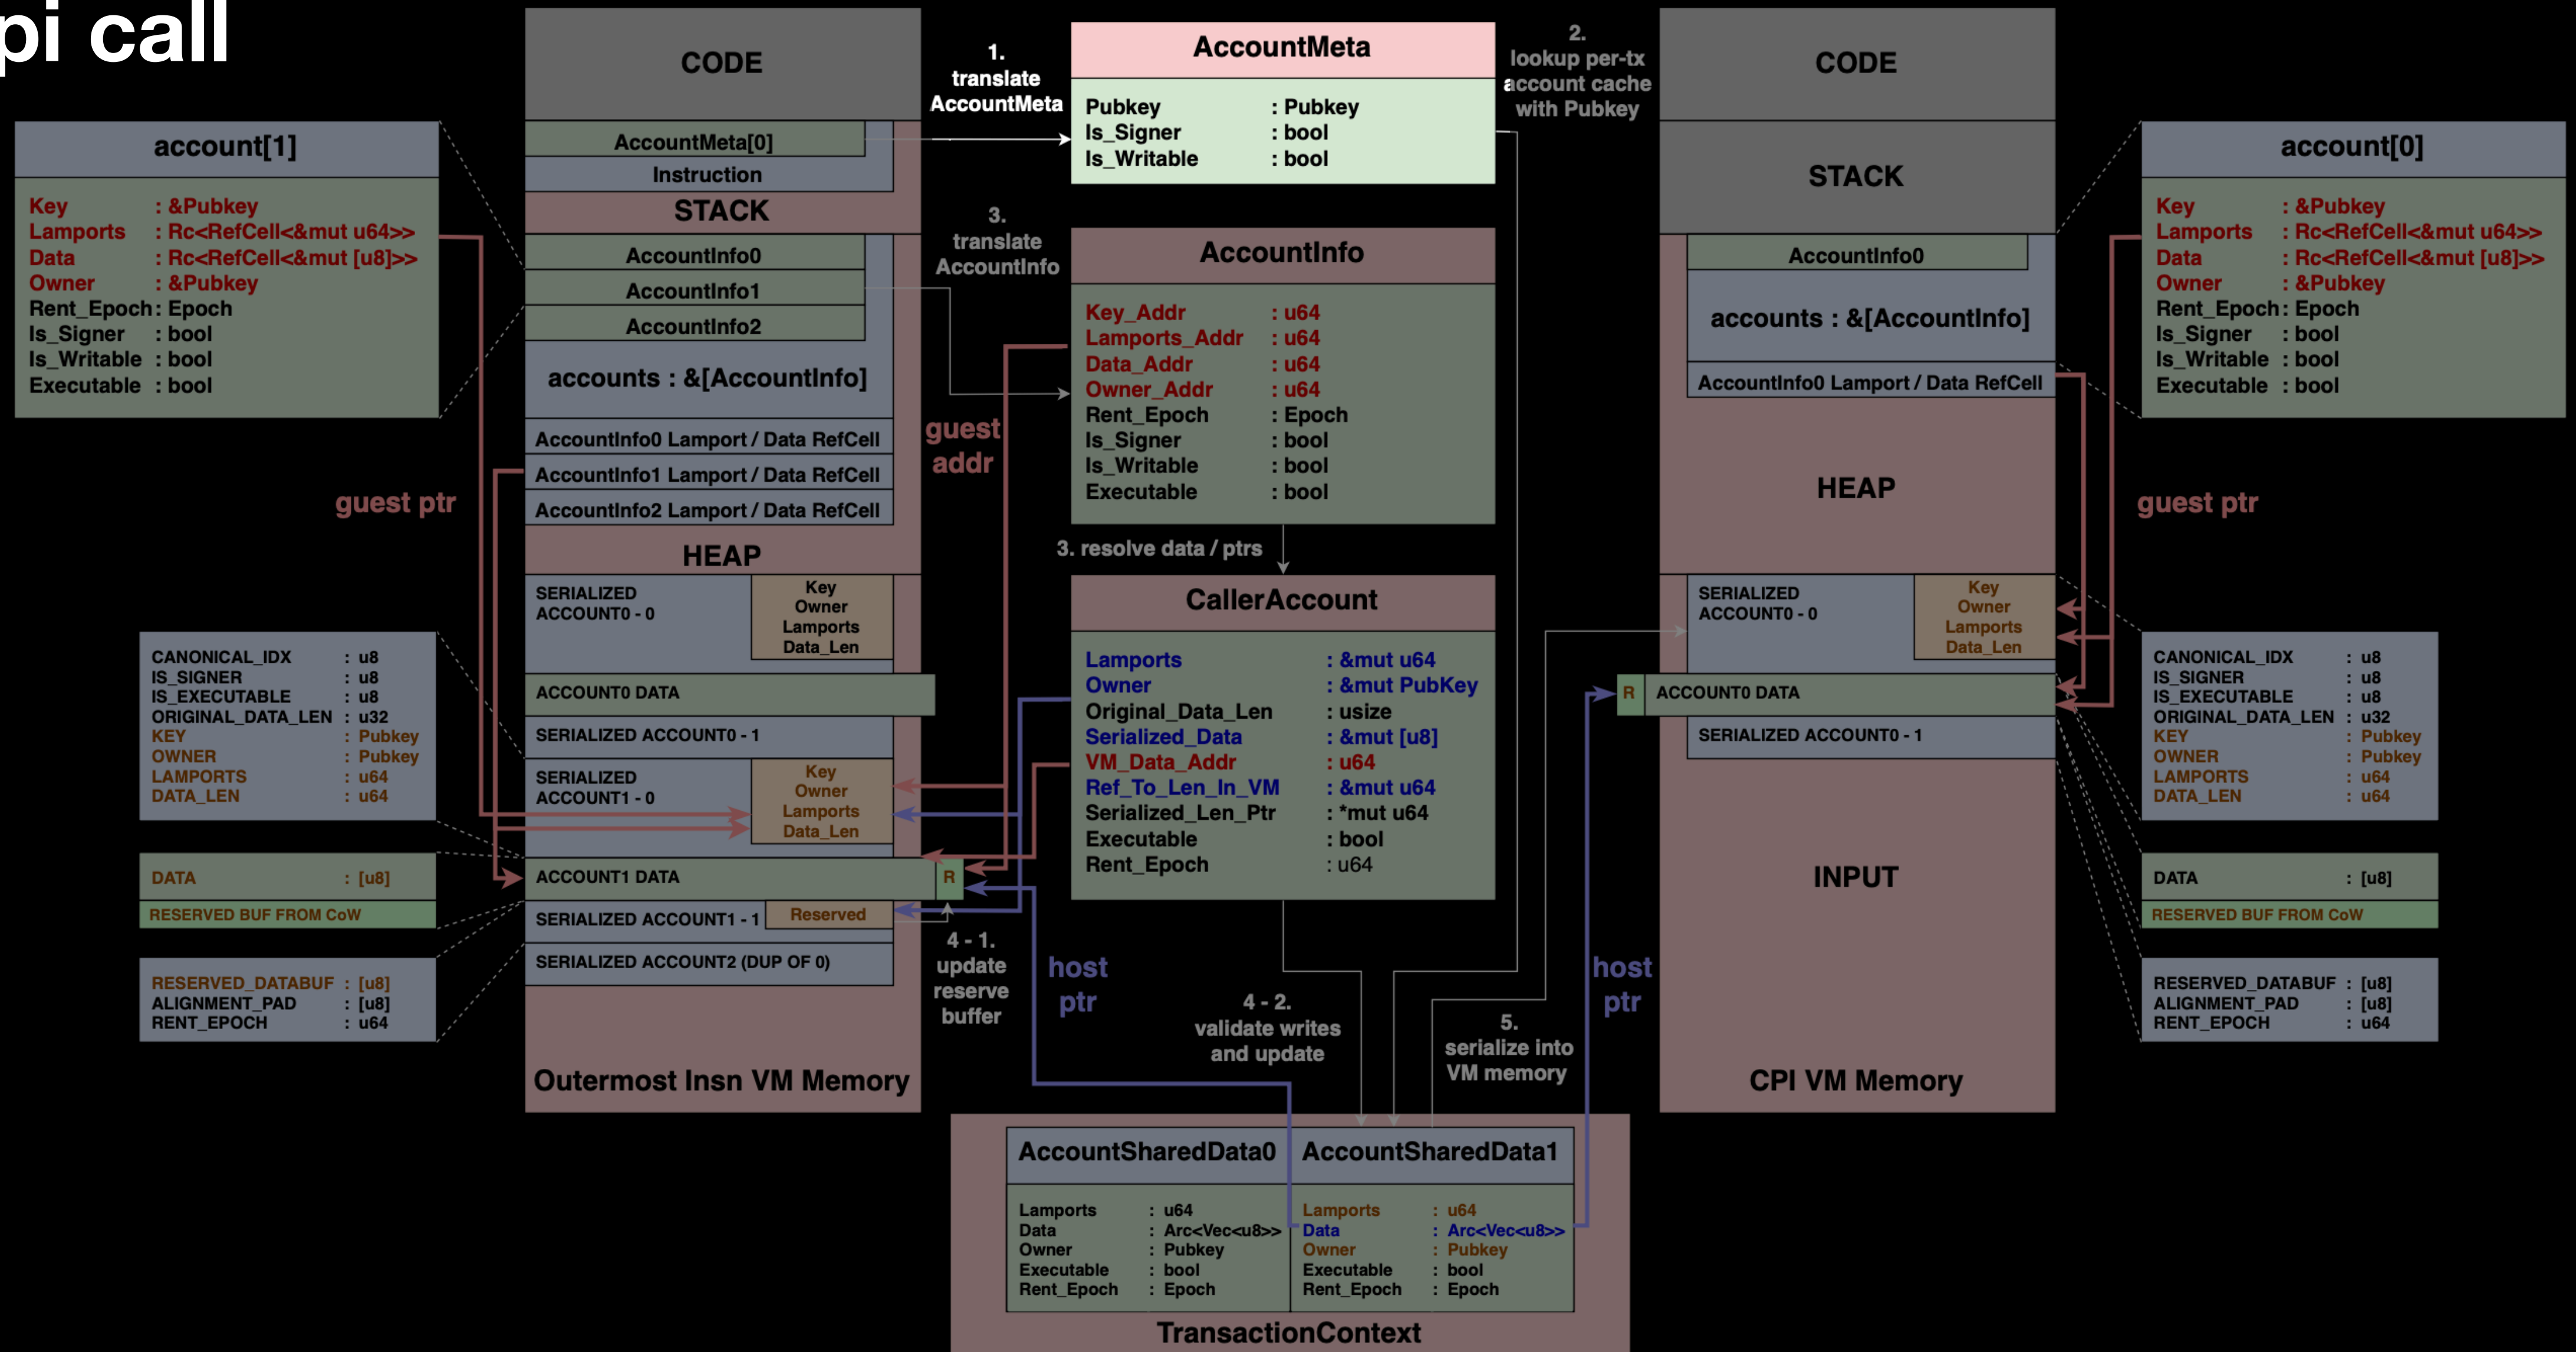 pi call
account[1]
Key : &Pubkey
Lamports : Rc<RefCell<&mut u64>>
Data : Rc<RefCell<&mut [u8]>>
Owner : &Pubkey
Rent_Epoch : Epoch
Is_Signer : bool
Is_Writable : bool
Executable : bool
guest ptr
CANONICAL_IDX : u8
IS_SIGNER : u8
IS_EXECUTABLE : u8
ORIGINAL_DATA_LEN : u32
KEY : Pubkey
OWNER : Pubkey
LAMPORTS : u64
DATA_LEN : u64
DATA : [u8]
RESERVED BUF FROM CoW
RESERVED_DATABUF : [u8]
ALIGNMENT_PAD : [u8]
RENT_EPOCH : u64
CODE
AccountMeta[0]
Instruction
STACK
AccountInfo0
AccountInfo1
AccountInfo2
accounts : &[AccountInfo]
AccountInfo0 Lamport / Data RefCell
AccountInfo1 Lamport / Data RefCell
AccountInfo2 Lamport / Data RefCell
HEAP
SERIALIZED
ACCOUNT0 - 0
Key
Owner
Lamports
Data_Len
ACCOUNT0 DATA
SERIALIZED ACCOUNT0 - 1
SERIALIZED
ACCOUNT1 - 0
Key
Owner
Lamports
Data_Len
ACCOUNT1 DATA
R
SERIALIZED ACCOUNT1 - 1
Reserved
SERIALIZED ACCOUNT2 (DUP OF 0)
Outermost Insn VM Memory
1.
translate
AccountMeta
3.
translate
AccountInfo
guest
addr
4 - 1.
update
reserve
buffer
host
ptr
AccountMeta
Pubkey : Pubkey
Is_Signer : bool
Is_Writable : bool
AccountInfo
Key_Addr : u64
Lamports_Addr : u64
Data_Addr : u64
Owner_Addr : u64
Rent_Epoch : Epoch
Is_Signer : bool
Is_Writable : bool
Executable : bool
3. resolve data / ptrs
CallerAccount
Lamports : &mut u64
Owner : &mut PubKey
Original_Data_Len : usize
Serialized_Data : &mut [u8]
VM_Data_Addr : u64
Ref_To_Len_In_VM : &mut u64
Serialized_Len_Ptr : *mut u64
Executable : bool
Rent_Epoch : u64
4 - 2.
validate writes
and update
5.
serialize into
VM memory
host
ptr
2.
lookup per-tx
account cache
with Pubkey
AccountSharedData0
Lamports : u64
Data : Arc<Vec<u8>>
Owner : Pubkey
Executable : bool
Rent_Epoch : Epoch
AccountSharedData1
Lamports : u64
Data : Arc<Vec<u8>>
Owner : Pubkey
Executable : bool
Rent_Epoch : Epoch
TransactionContext
CODE
STACK
AccountInfo0
accounts : &[AccountInfo]
AccountInfo0 Lamport / Data RefCell
HEAP
SERIALIZED
ACCOUNT0 - 0
Key
Owner
Lamports
Data_Len
R
ACCOUNT0 DATA
SERIALIZED ACCOUNT0 - 1
INPUT
CPI VM Memory
account[0]
Key : &Pubkey
Lamports : Rc<RefCell<&mut u64>>
Data : Rc<RefCell<&mut [u8]>>
Owner : &Pubkey
Rent_Epoch : Epoch
Is_Signer : bool
Is_Writable : bool
Executable : bool
guest ptr
CANONICAL_IDX : u8
IS_SIGNER : u8
IS_EXECUTABLE : u8
ORIGINAL_DATA_LEN : u32
KEY : Pubkey
OWNER : Pubkey
LAMPORTS : u64
DATA_LEN : u64
DATA : [u8]
RESERVED BUF FROM CoW
RESERVED_DATABUF : [u8]
ALIGNMENT_PAD : [u8]
RENT_EPOCH : u64